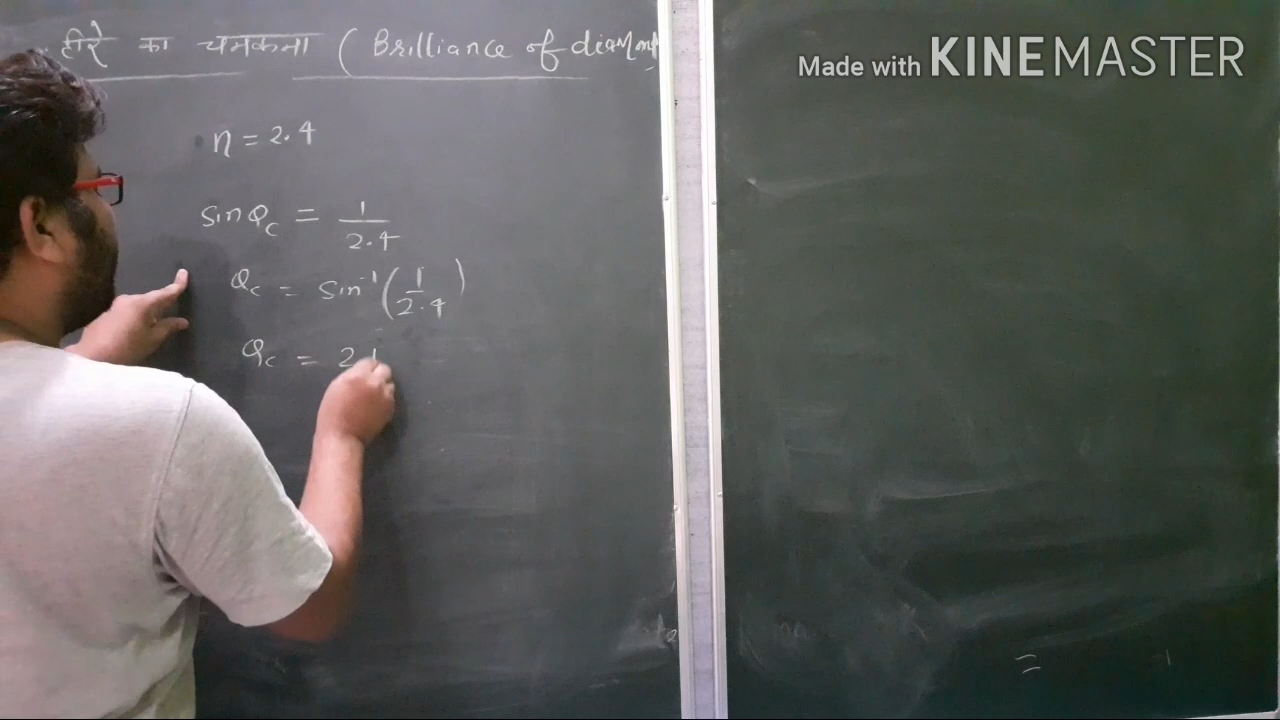 हीरे का चमकना ( Brilliance of diamond
Made with KINEMASTER
η = 2.4
sin θc = 1/2.4
θc = sin⁻¹(1/2.4)
θc = 2
=